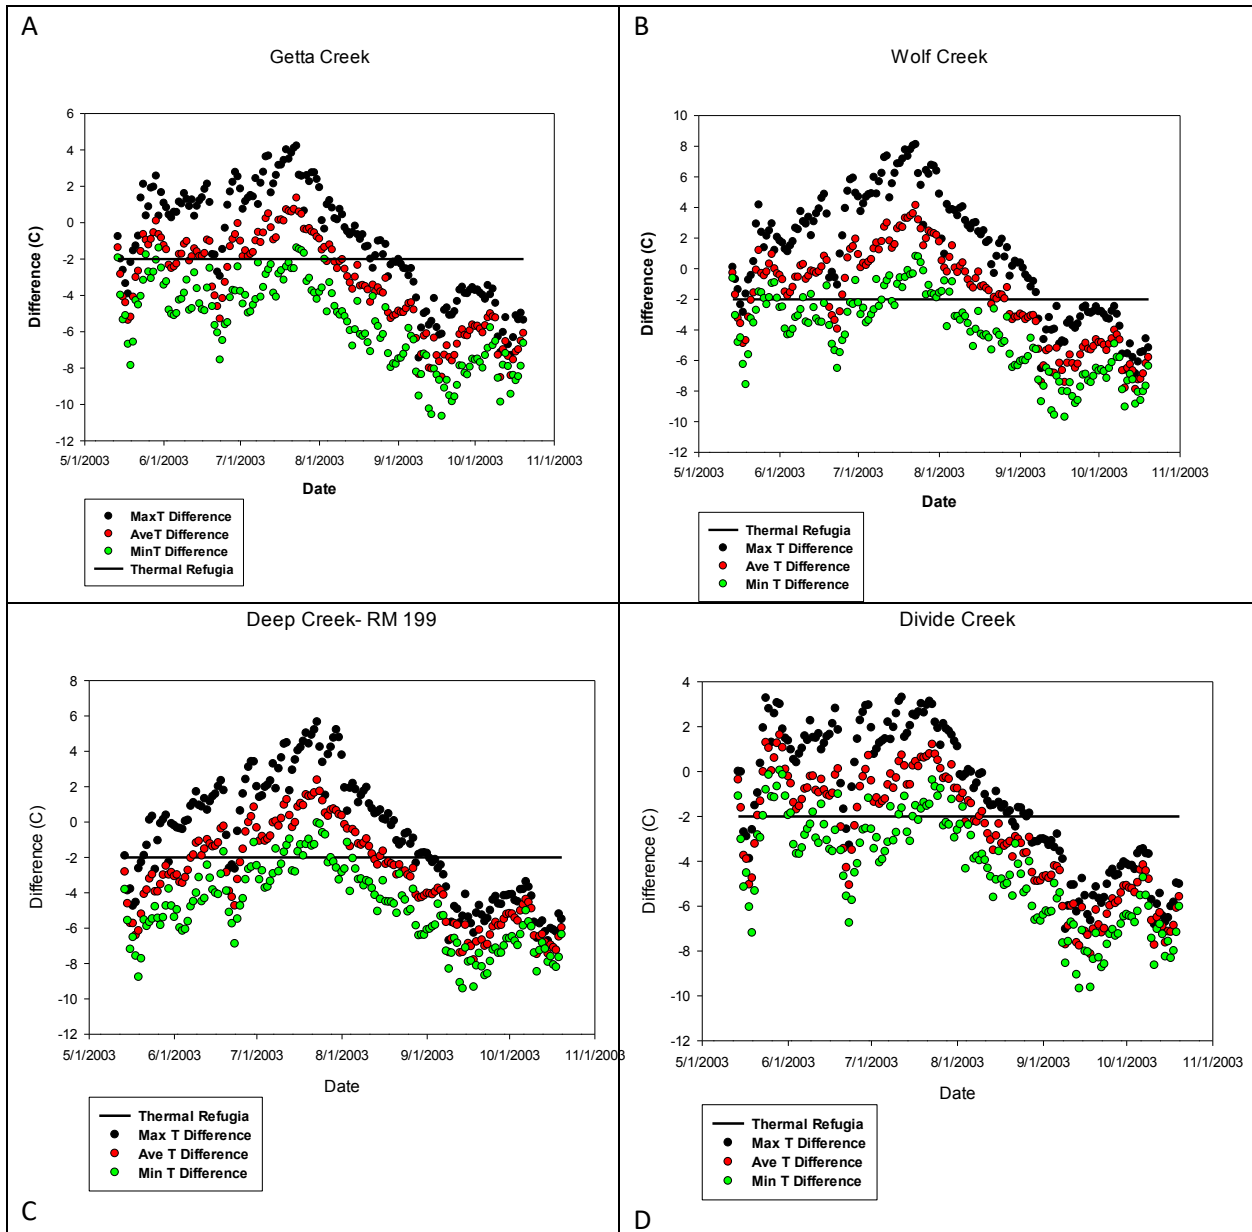 A
Getta Creek
6
4
2
0
-2
-4
-6
-8
-10
-12
Difference (C)
5/1/2003 6/1/2003 7/1/2003 8/1/2003 9/1/2003 10/1/2003 11/1/2003
Date
MaxT Difference
AveT Difference
MinT Difference
Thermal Refugia
B
Wolf Creek
10
8
6
4
2
0
-2
-4
-6
-8
-10
-12
Difference (C)
5/1/2003 6/1/2003 7/1/2003 8/1/2003 9/1/2003 10/1/2003 11/1/2003
Date
Thermal Refugia
Max T Difference
Ave T Difference
Min T Difference
Deep Creek- RM 199
8
6
4
2
0
-2
-4
-6
-8
-10
-12
Difference (C)
5/1/2003 6/1/2003 7/1/2003 8/1/2003 9/1/2003 10/1/2003 11/1/2003
Date
Thermal Refugia
Max T Difference
Ave T Difference
Min T Difference
C
Divide Creek
4
2
0
-2
-4
-6
-8
-10
-12
Difference (C)
5/1/2003 6/1/2003 7/1/2003 8/1/2003 9/1/2003 10/1/2003 11/1/2003
Date
Thermal Refugia
Max T Difference
Ave T Difference
Min T Difference
D